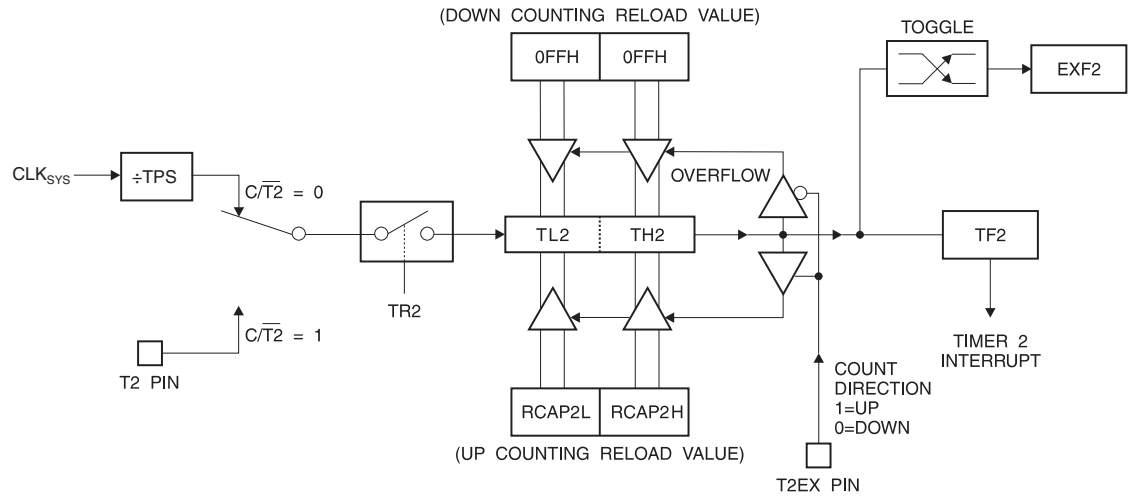 (DOWN COUNTING RELOAD VALUE)
TOGGLE
0FFH 0FFH
EXF2
CLKSYS
÷TPS
OVERFLOW
C/T2̅ = 0
TL2 TH2
TF2
TR2
C/T2̅ = 1
TIMER 2
INTERRUPT
T2 PIN
COUNT
DIRECTION
1=UP
0=DOWN
RCAP2L RCAP2H
(UP COUNTING RELOAD VALUE)
T2EX PIN